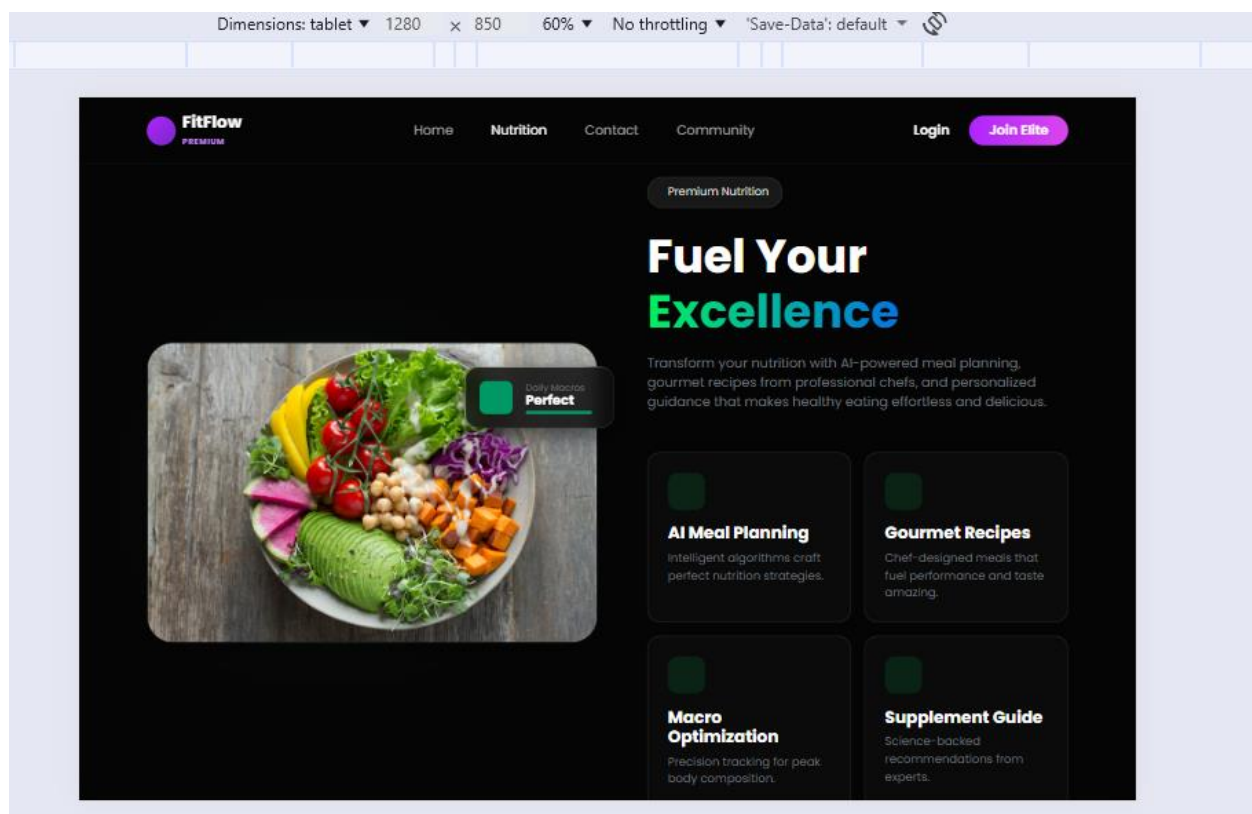 Dimensions: tablet ▼ 1280 × 850 60% ▼ No throttling ▼ 'Save-Data': default ▼
FitFlow
PREMIUM
Home Nutrition Contact Community Login Join Elite
Premium Nutrition
Fuel Your
Excellence
Transform your nutrition with AI-powered meal planning,
gourmet recipes from professional chefs, and personalized
guidance that makes healthy eating effortless and delicious.
Daily Macros
Perfect
AI Meal Planning
Intelligent algorithms craft
perfect nutrition strategies.
Gourmet Recipes
Chef-designed meals that
fuel performance and taste
amazing.
Macro
Optimization
Precision tracking for peak
body composition.
Supplement Guide
Science-backed
recommendations from
experts.